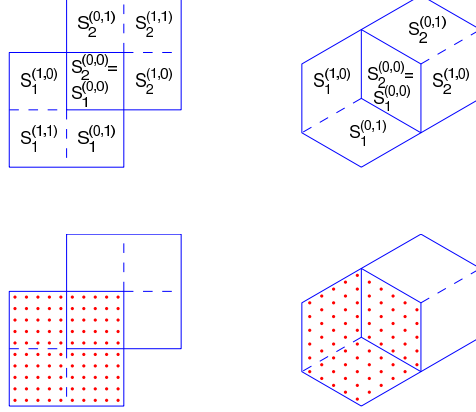 S_2^{(0,1)} S_2^{(1,1)}
S_1^{(1,0)} S_2^{(0,0)}= S_2^{(1,0)}
S_1^{(0,0)}
S_1^{(1,1)} S_1^{(0,1)}
S_2^{(0,1)}
S_1^{(1,0)} S_2^{(0,0)}= S_2^{(1,0)}
S_1^{(0,0)}
S_1^{(0,1)}